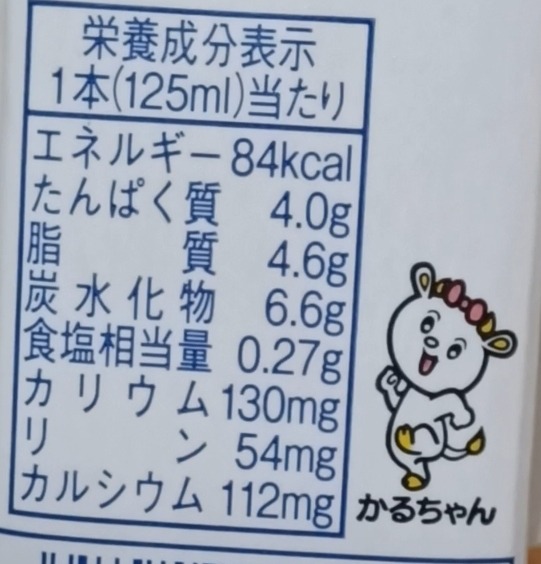 栄養成分表示
1本(125ml)当たり
エネルギー 84kcal
たんぱく質 4.0g
脂質 4.6g
炭水化物 6.6g
食塩相当量 0.27g
カリウム 130mg
リン 54mg
カルシウム 112mg
かるちゃん